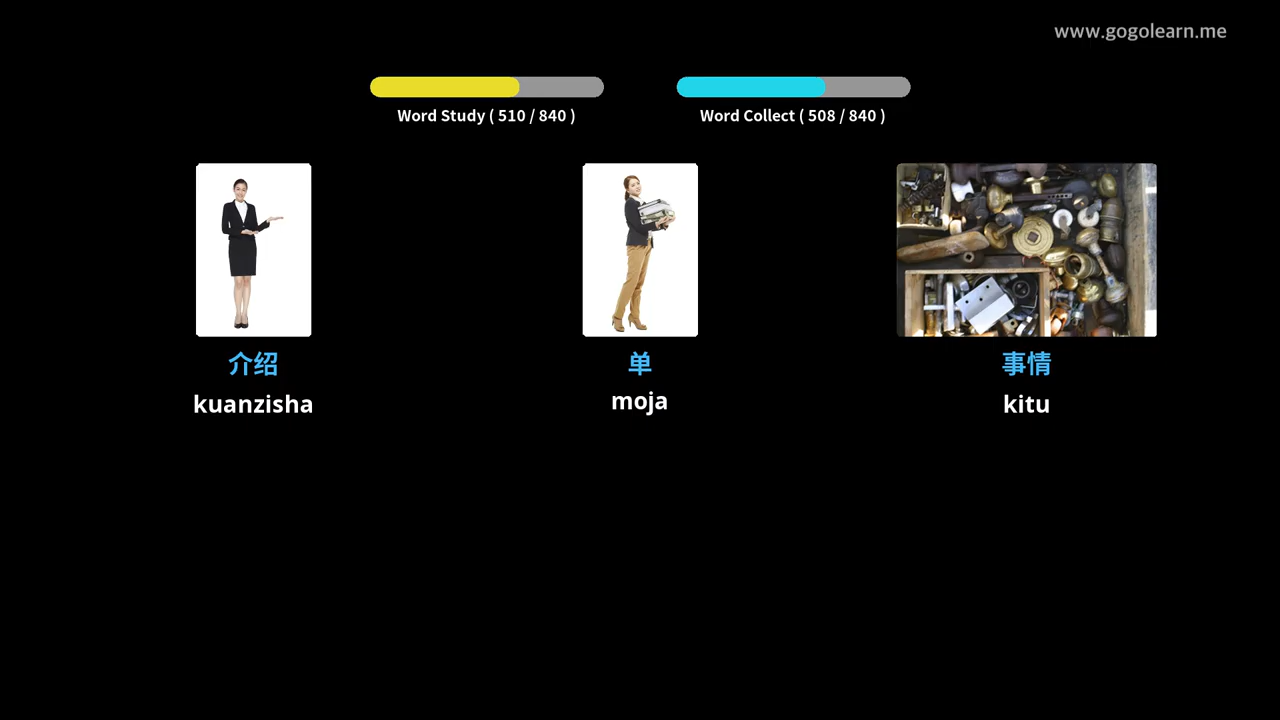 www.gogolearn.me
Word Study ( 510 / 840 )
Word Collect ( 508 / 840 )
介绍
单
事情
kuanzisha
moja
kitu